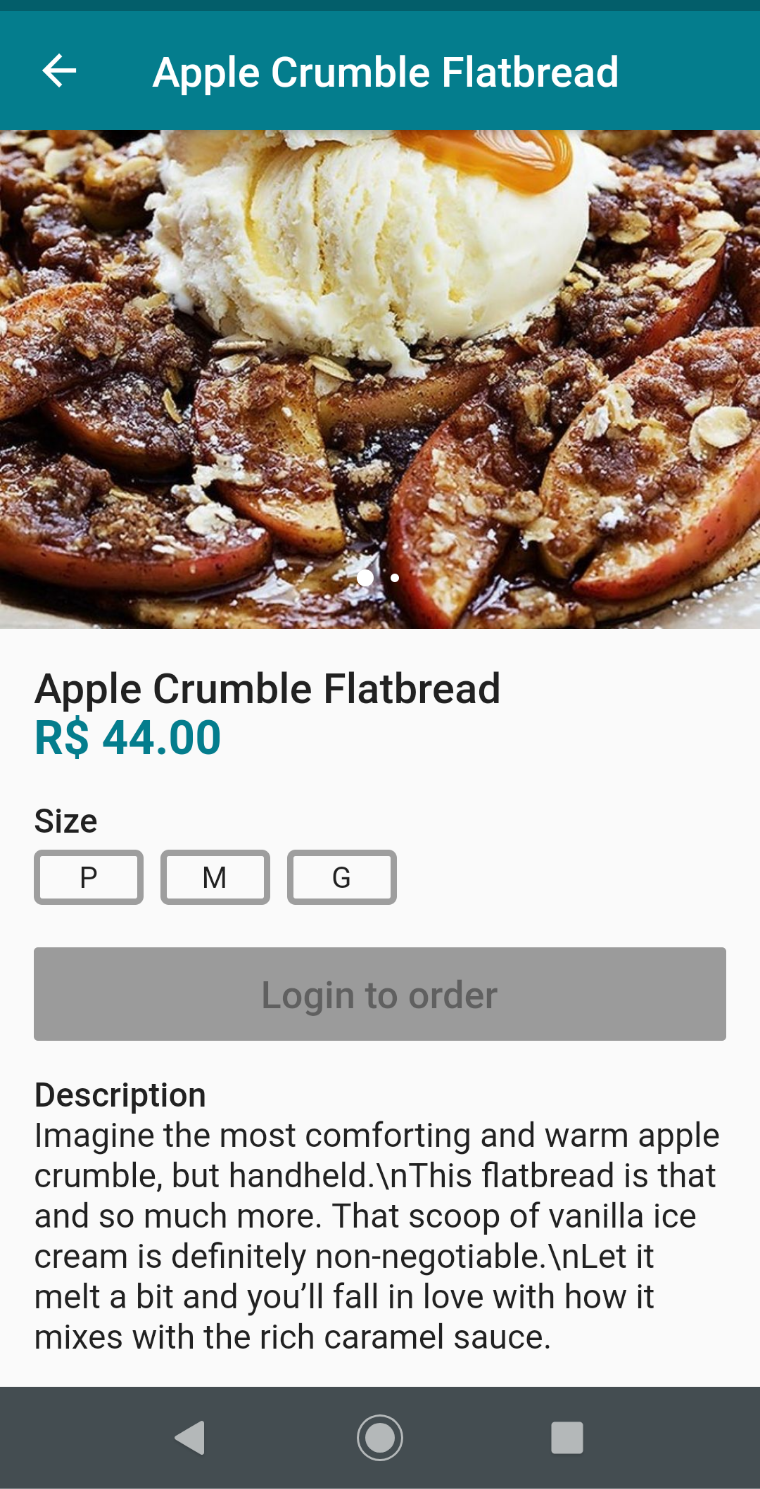 Apple Crumble Flatbread
Apple Crumble Flatbread
R$ 44.00
Size
P M G
Login to order
Description
Imagine the most comforting and warm apple
crumble, but handheld.\nThis flatbread is that
and so much more. That scoop of vanilla ice
cream is definitely non-negotiable.\nLet it
melt a bit and you’ll fall in love with how it
mixes with the rich caramel sauce.